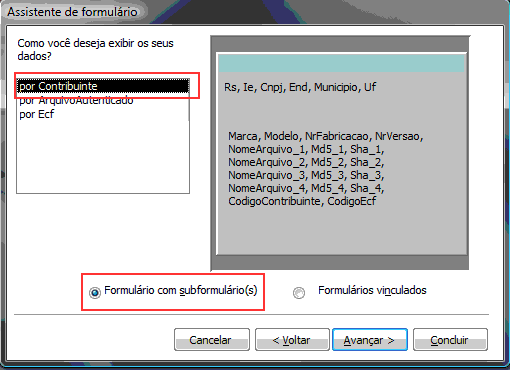 Assistente de formulário
Como você deseja exibir os seus
dados?
por Contribuinte
por ArquivoAutenticado
por Ecf
Rs, Ie, Cnpj, End, Municipio, Uf
Marca, Modelo, NrFabricacao, NrVersao,
NomeArquivo_1, Md5_1, Sha_1,
NomeArquivo_2, Md5_2, Sha_2,
NomeArquivo_3, Md5_3, Sha_3,
NomeArquivo_4, Md5_4, Sha_4,
CodigoContribuinte, CodigoEcf
Formulário com subformulário(s)
Formulários vinculados
Cancelar
< Voltar
Avançar >
Concluir